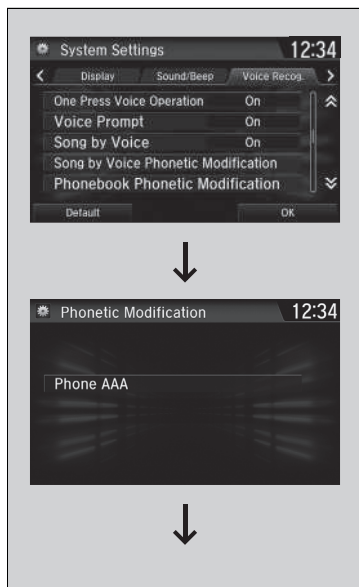 System Settings 12:34
< Display Sound/Beep Voice Recog. >
One Press Voice Operation On
Voice Prompt On
Song by Voice On
Song by Voice Phonetic Modification
Phonebook Phonetic Modification
Default OK
Phonetic Modification 12:34
Phone AAA